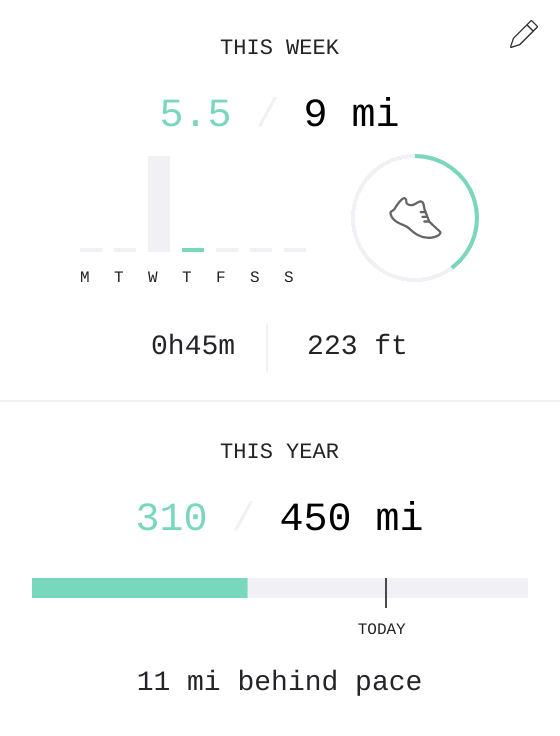 THIS WEEK
5.5 / 9 mi
M T W T F S S
0h45m 223 ft
THIS YEAR
310 / 450 mi
TODAY
11 mi behind pace